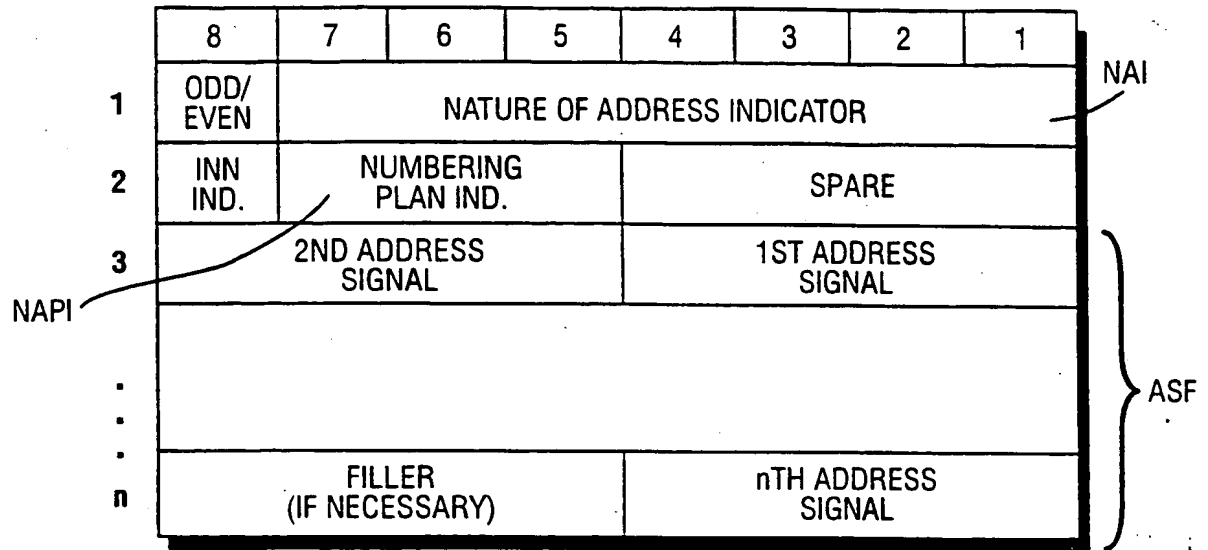 8 7 6 5 4 3 2 1
NAI
1 ODD/ EVEN NATURE OF ADDRESS INDICATOR
2 INN IND. NUMBERING PLAN IND. SPARE
3 2ND ADDRESS SIGNAL 1ST ADDRESS SIGNAL
NAPI
ASF
n FILLER (IF NECESSARY) nTH ADDRESS SIGNAL